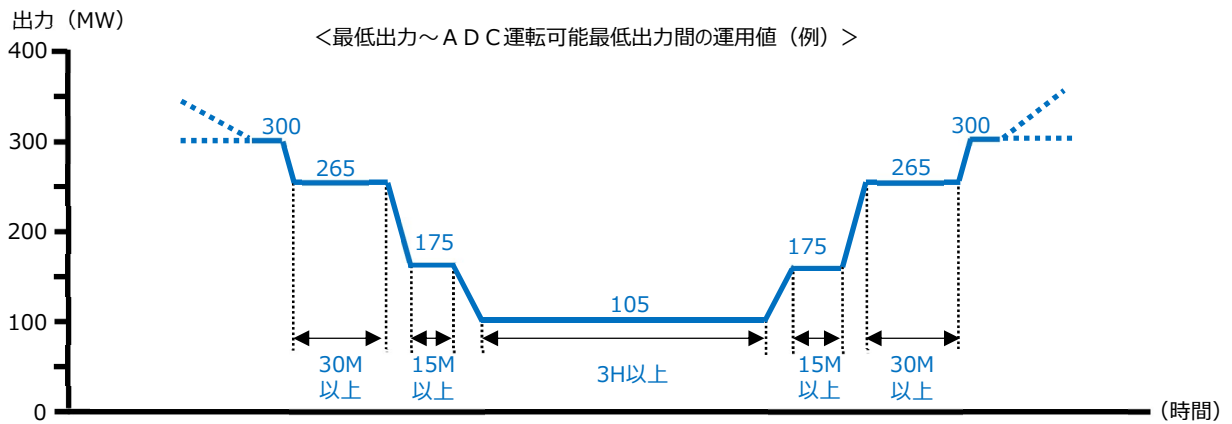 出力（MW）
＜最低出力～ＡＤＣ運転可能最低出力間の運用値（例）＞
400
300
200
100
0
300
265
175
105
175
265
300
30M
以上
15M
以上
3H以上
15M
以上
30M
以上
（時間）